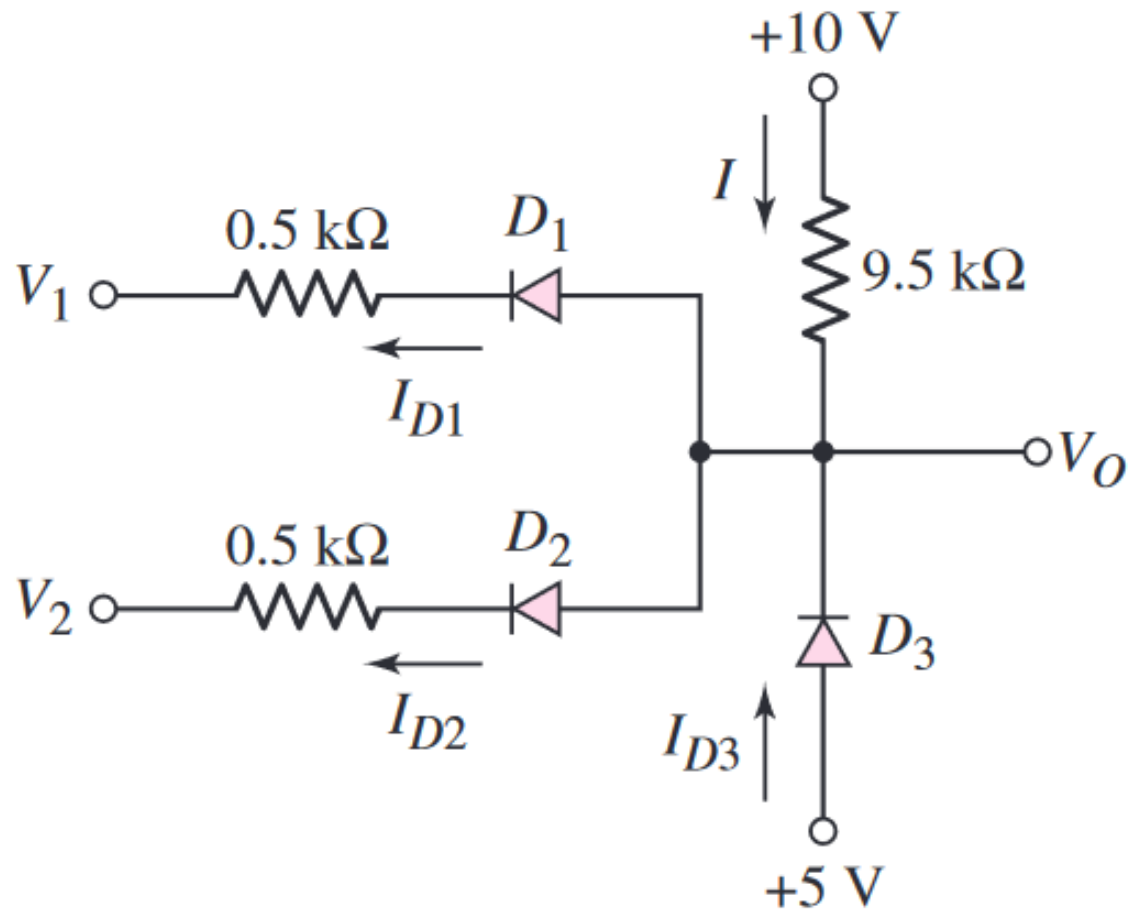 +10 V
I
0.5 kΩ
D1
V1
9.5 kΩ
ID1
VO
0.5 kΩ
D2
V2
D3
ID2
ID3
+5 V